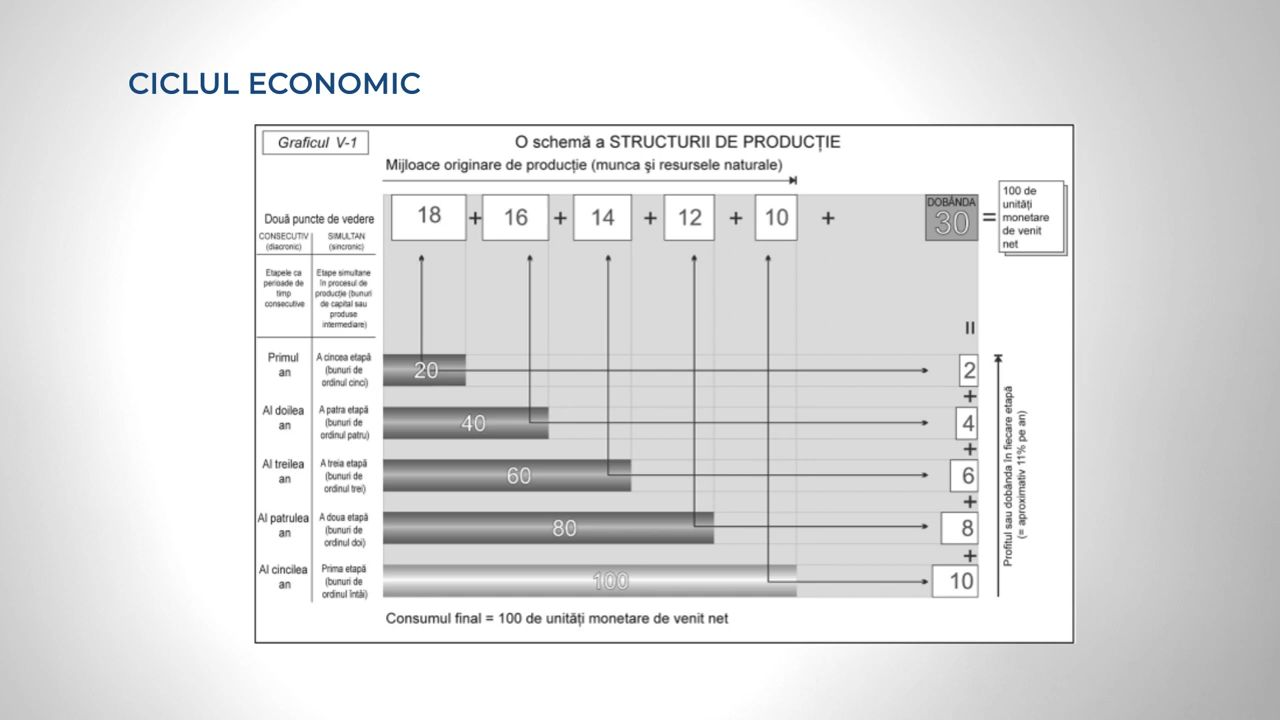 CICLUL ECONOMIC
Graficul V-1
O schemă a STRUCTURII DE PRODUCȚIE
Mijloace originare de producție (munca și resursele naturale)
Două puncte de vedere
CONSECUTIV
(diacronic)
SIMULTAN
(sincronic)
18 + 16 + 14 + 12 + 10 +
DOBÂNDA
30
=
100 de
unități
monetare
de venit
net
Etapele ca
perioade de
timp
consecutive
Etape simultane
în procesul de
producție (bunuri
de capital sau
produse
intermediare)
=
Primul
an
A cincea etapă
(bunuri de
ordinul cinci)
20
2
+
Al doilea
an
A patra etapă
(bunuri de
ordinul patru)
40
4
+
Al treilea
an
A treia etapă
(bunuri de
ordinul trei)
60
6
+
Al patrulea
an
A doua etapă
(bunuri de
ordinul doi)
80
8
+
Al cincilea
an
Prima etapă
(bunuri de
ordinul întâi)
100
10
Profitul sau dobânda în fiecare etapă
(= aproximativ 11% pe an)
Consumul final = 100 de unități monetare de venit net